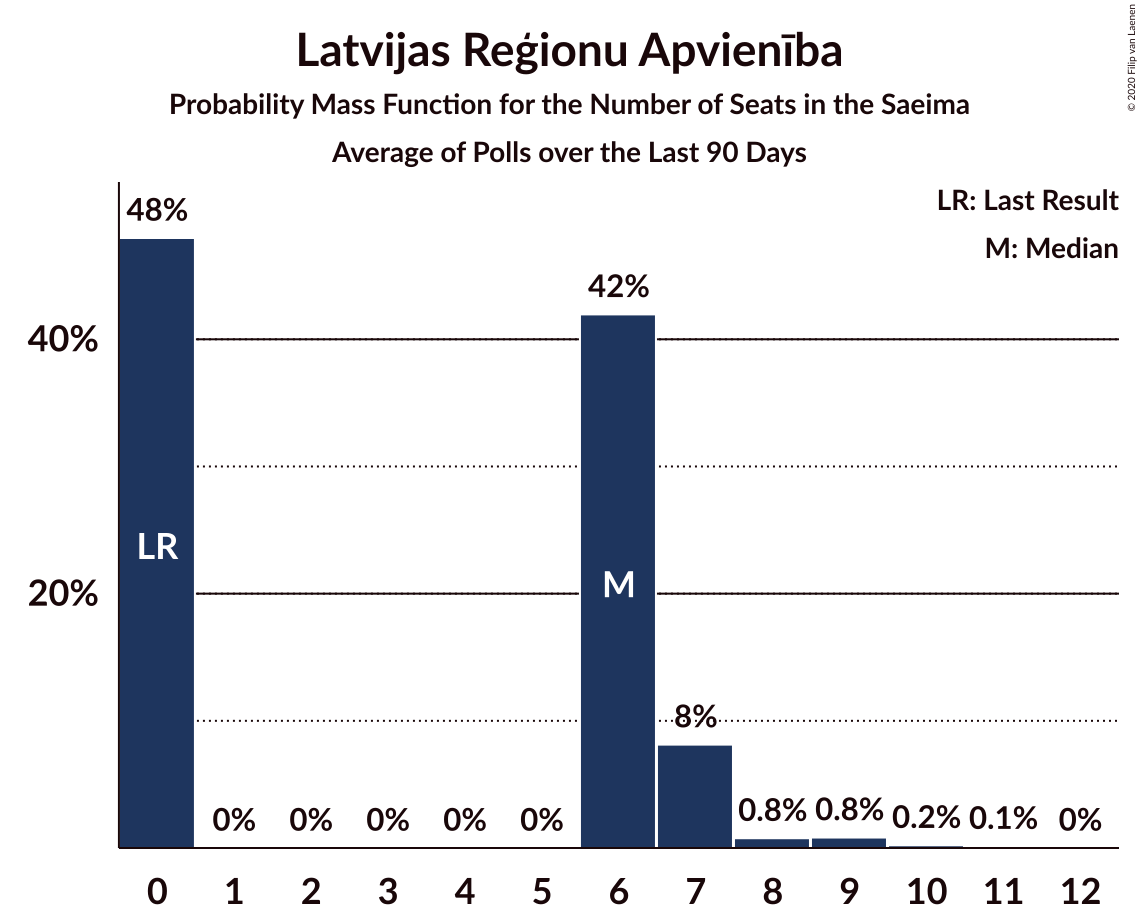 Latvijas Reģionu Apvienība
Probability Mass Function for the Number of Seats in the Saeima
Average of Polls over the Last 90 Days
© 2020 Filip van Laenen
LR: Last Result
M: Median
48%
42%
40%
LR
M
20%
8%
0% 0% 0% 0% 0% 0.8% 0.8% 0.2% 0.1% 0%
0 1 2 3 4 5 6 7 8 9 10 11 12